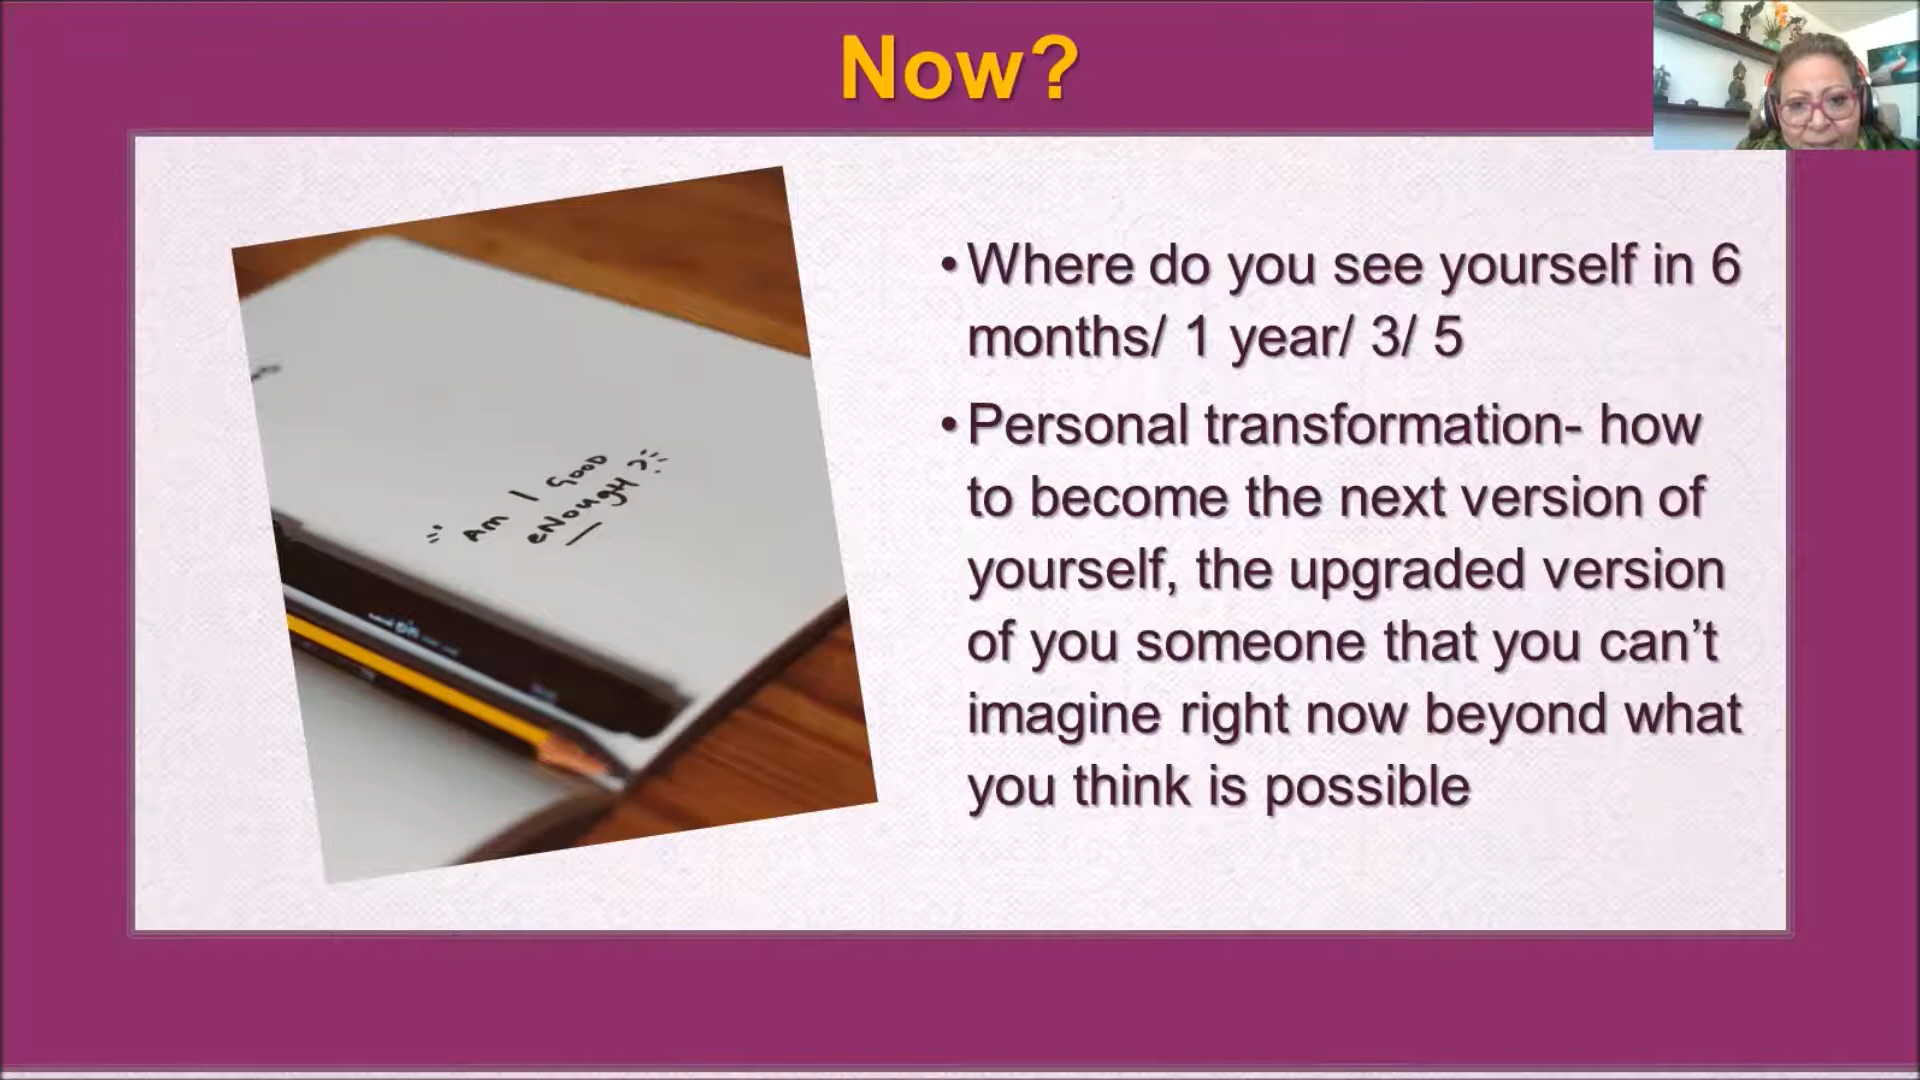 Now?
•Where do you see yourself in 6
months/ 1 year/ 3/ 5
•Personal transformation- how
to become the next version of
yourself, the upgraded version
of you someone that you can’t
imagine right now beyond what
you think is possible
Am I Good
eNough?